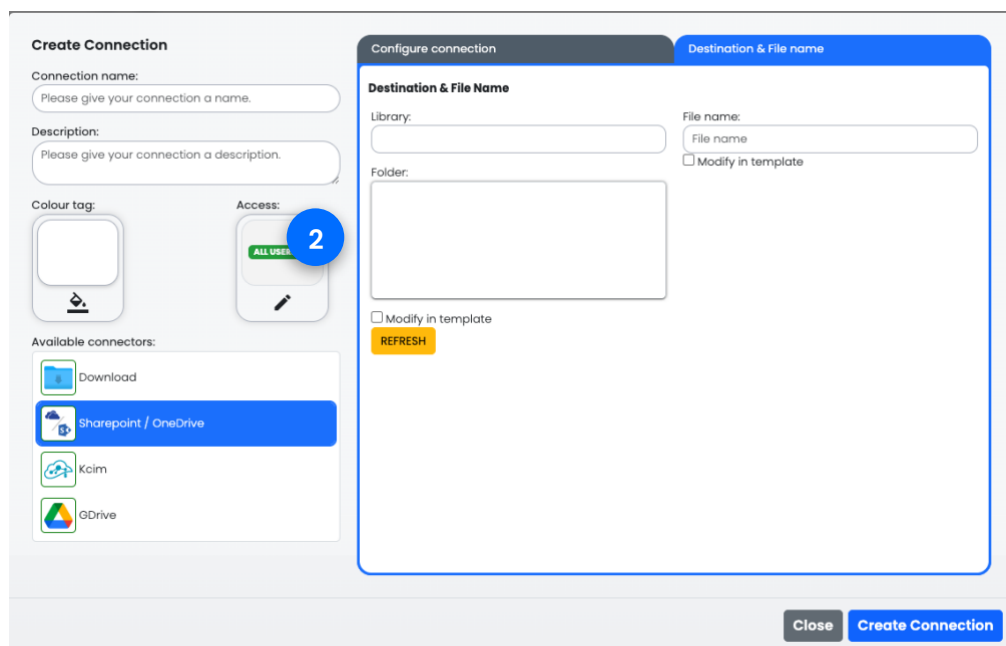 Create Connection
Connection name:
Please give your connection a name.
Description:
Please give your connection a description.
Colour tag:
Access:
ALL USER
2
Available connectors:
Download
Sharepoint / OneDrive
Kcim
GDrive
Configure connection
Destination & File name
Destination & File Name
Library:
File name:
File name
Modify in template
Folder:
Modify in template
REFRESH
Close
Create Connection